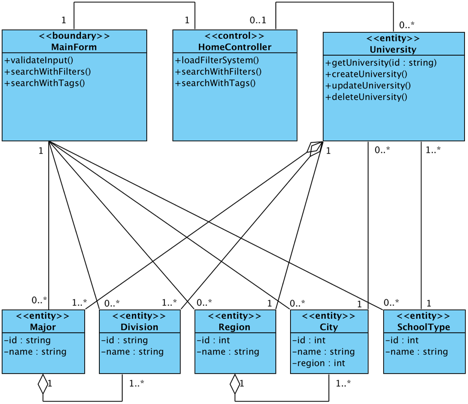 1
1
0..1
0..*
<<boundary>>
MainForm
+validateInput()
+searchWithFilters()
+searchWithTags()
<<control>>
HomeController
+loadFilterSystem()
+searchWithFilters()
+searchWithTags()
<<entity>>
University
+getUniversity(id : string)
+createUniversity()
+updateUniversity()
+deleteUniversity()
1
1
0..*
1..*
0..*
1..*
0..*
1..*
0..*
1
0..*
1
0..*
1
<<entity>>
Major
-id : string
-name : string
<<entity>>
Division
-id : string
-name : string
<<entity>>
Region
-id : int
-name : string
<<entity>>
City
-id : int
-name : string
-region : int
<<entity>>
SchoolType
-id : int
-name : string
1
1..*
1
1..*